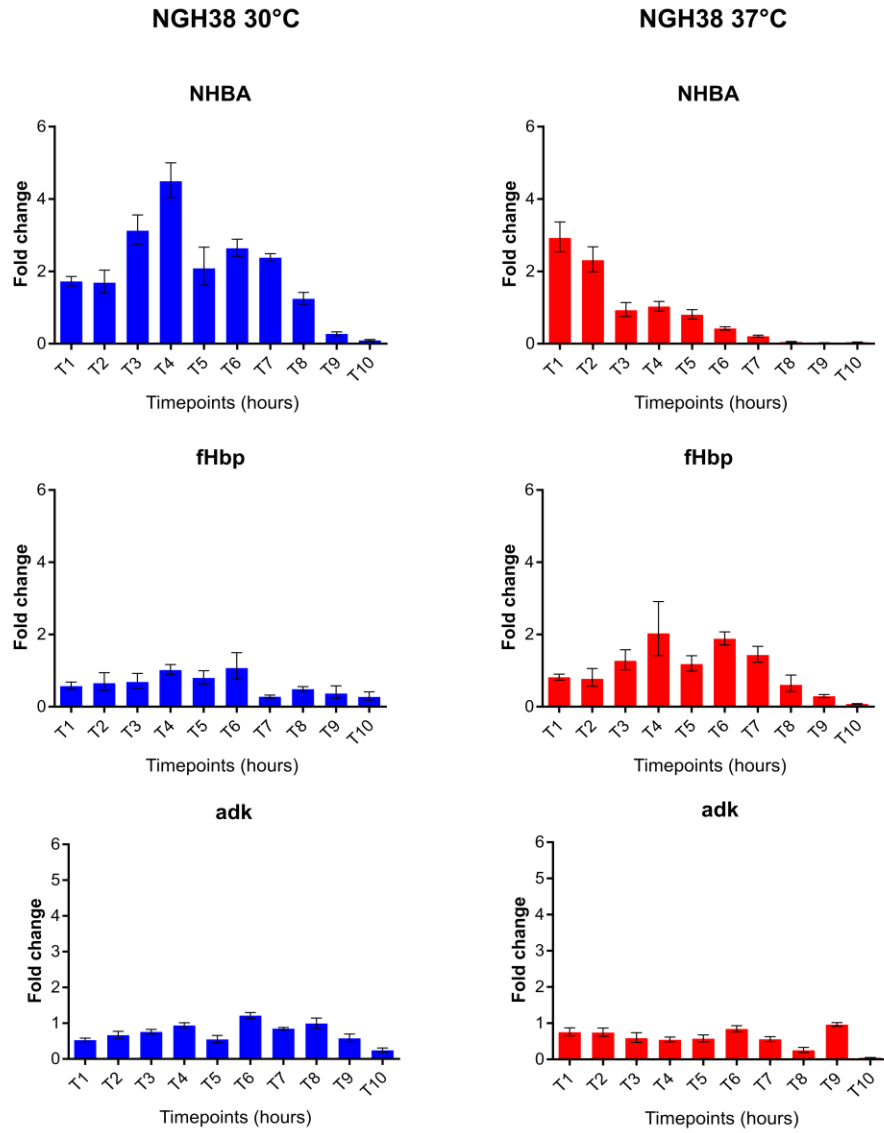 NGH38 30°C
NGH38 37°C
NHBA
Fold change
6
4
2
0
T1 T2 T3 T4 T5 T6 T7 T8 T9 T10
Timepoints (hours)
NHBA
Fold change
6
4
2
0
T1 T2 T3 T4 T5 T6 T7 T8 T9 T10
Timepoints (hours)
fHbp
Fold change
6
4
2
0
T1 T2 T3 T4 T5 T6 T7 T8 T9 T10
Timepoints (hours)
fHbp
Fold change
6
4
2
0
T1 T2 T3 T4 T5 T6 T7 T8 T9 T10
Timepoints (hours)
adk
Fold change
6
5
4
3
2
1
0
T1 T2 T3 T4 T5 T6 T7 T8 T9 T10
Timepoints (hours)
adk
Fold change
6
5
4
3
2
1
0
T1 T2 T3 T4 T5 T6 T7 T8 T9 T10
Timepoints (hours)